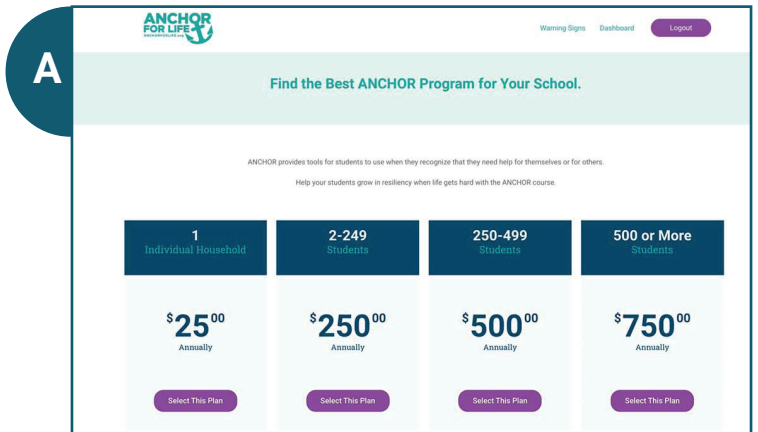 A
ANCHOR
FOR LIFE
ANCHORFORLIFE.org
Warning Signs
Dashboard
Logout
Find the Best ANCHOR Program for Your School.
ANCHOR provides tools for students to use when they recognize that they need help for themselves or for others.
Help your students grow in resiliency when life gets hard with the ANCHOR course.
1
Individual Household
$25 00
Annually
Select This Plan
2-249
Students
$250 00
Annually
Select This Plan
250-499
Students
$500 00
Annually
Select This Plan
500 or More
Students
$750 00
Annually
Select This Plan